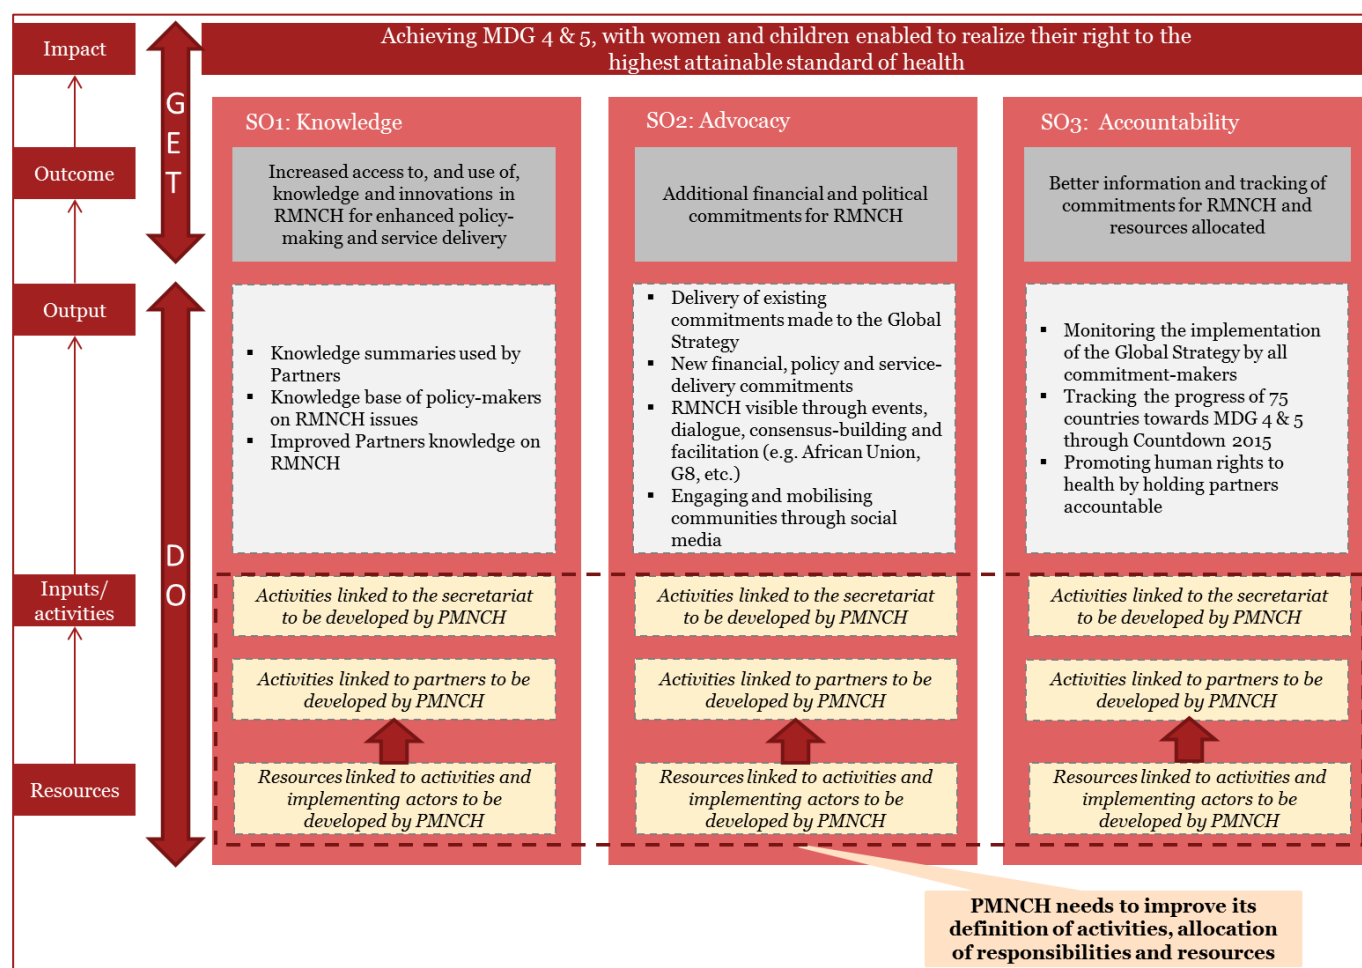 Impact
Achieving MDG 4 & 5, with women and children enabled to realize their right to the
highest attainable standard of health
GET
Outcome
Output
DO
Inputs/
activities
Resources
SO1: Knowledge
Increased access to, and use of,
knowledge and innovations in
RMNCH for enhanced policy-
making and service delivery
▪ Knowledge summaries used by
Partners
▪ Knowledge base of policy-makers
on RMNCH issues
▪ Improved Partners knowledge on
RMNCH
Activities linked to the secretariat
to be developed by PMNCH
Activities linked to partners to be
developed by PMNCH
Resources linked to activities and
implementing actors to be
developed by PMNCH
SO2: Advocacy
Additional financial and political
commitments for RMNCH
▪ Delivery of existing
commitments made to the Global
Strategy
▪ New financial, policy and service-
delivery commitments
▪ RMNCH visible through events,
dialogue, consensus-building and
facilitation (e.g. African Union,
G8, etc.)
▪ Engaging and mobilising
communities through social
media
Activities linked to the secretariat
to be developed by PMNCH
Activities linked to partners to be
developed by PMNCH
Resources linked to activities and
implementing actors to be
developed by PMNCH
SO3: Accountability
Better information and tracking of
commitments for RMNCH and
resources allocated
▪ Monitoring the implementation
of the Global Strategy by all
commitment-makers
▪ Tracking the progress of 75
countries towards MDG 4 & 5
through Countdown 2015
▪ Promoting human rights to
health by holding partners
accountable
Activities linked to the secretariat
to be developed by PMNCH
Activities linked to partners to be
developed by PMNCH
Resources linked to activities and
implementing actors to be
developed by PMNCH
PMNCH needs to improve its
definition of activities, allocation
of responsibilities and resources